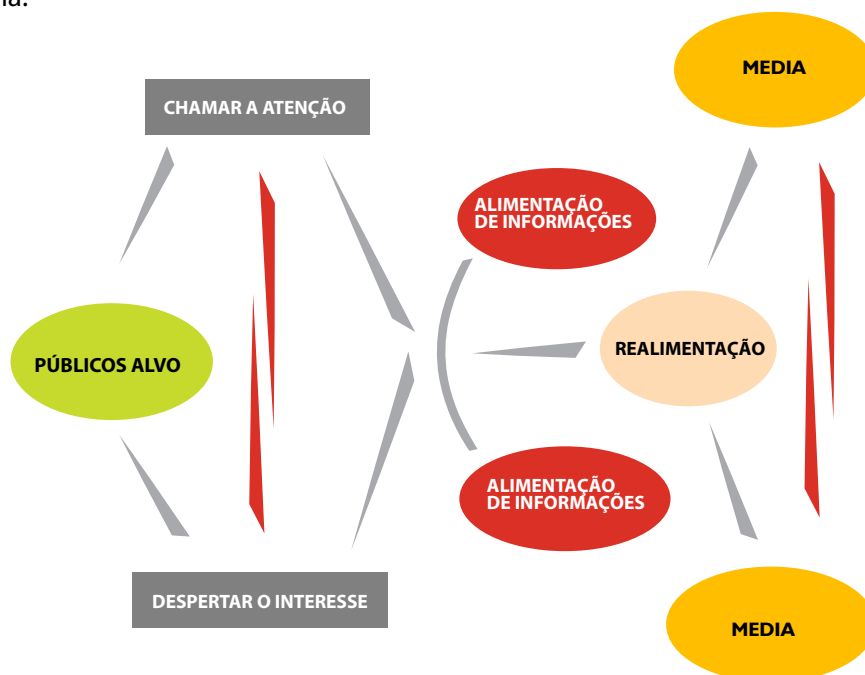 MEDIA
CHAMAR A ATENÇÃO
ALIMENTAÇÃO
DE INFORMAÇÕES
PÚBLICOS ALVO
REALIMENTAÇÃO
ALIMENTAÇÃO
DE INFORMAÇÕES
DESPERTAR O INTERESSE
MEDIA